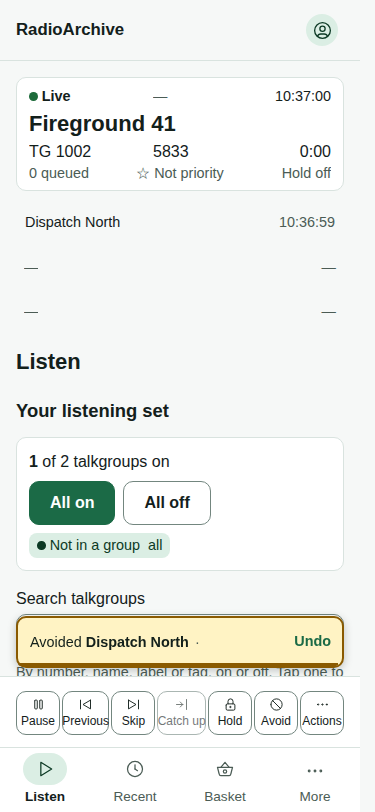 RadioArchive
Live — 10:37:00
Fireground 41
TG 1002 5833 0:00
0 queued ☆ Not priority Hold off
Dispatch North 10:36:59
— —
— —
Listen
Your listening set
1 of 2 talkgroups on
All on All off
Not in a group all
Search talkgroups
Avoided Dispatch North · Undo
By number, name, label or tag, on or off. Tap one to
Pause Previous Skip Catch up Hold Avoid Actions
Listen Recent Basket More